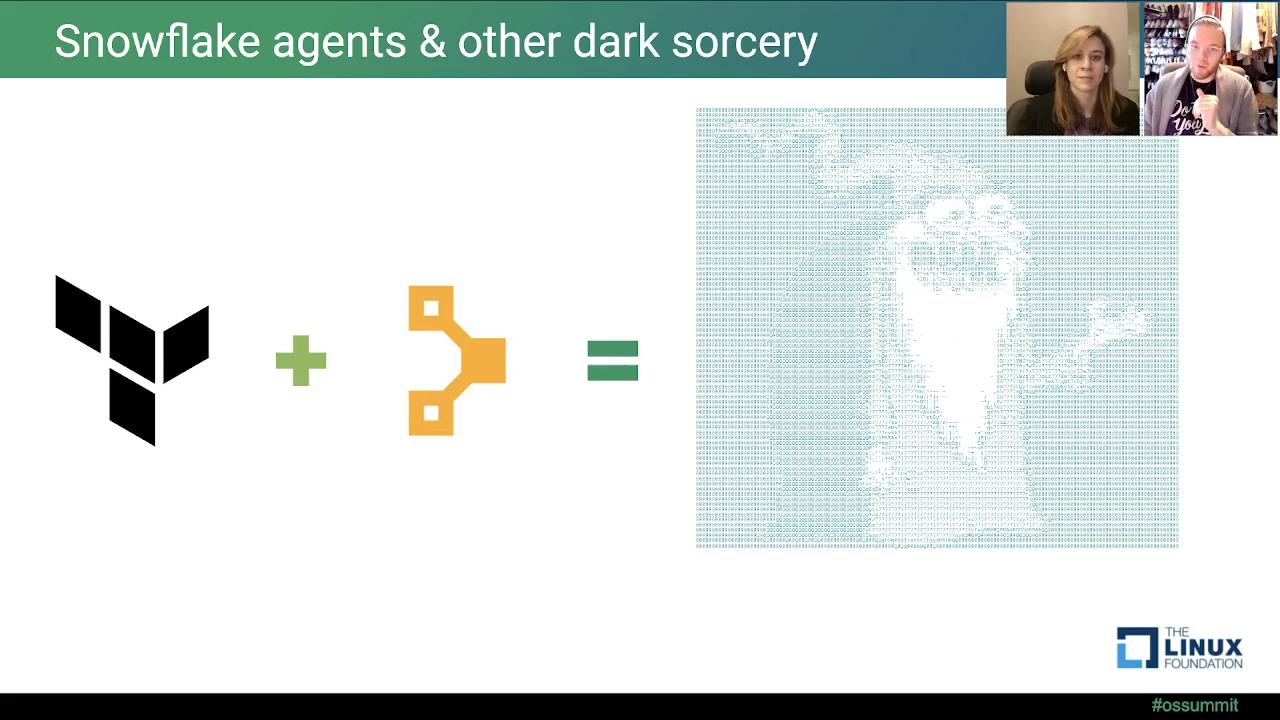 Snowflake agents & other dark sorcery
THE
LINUX
FOUNDATION
#ossummit